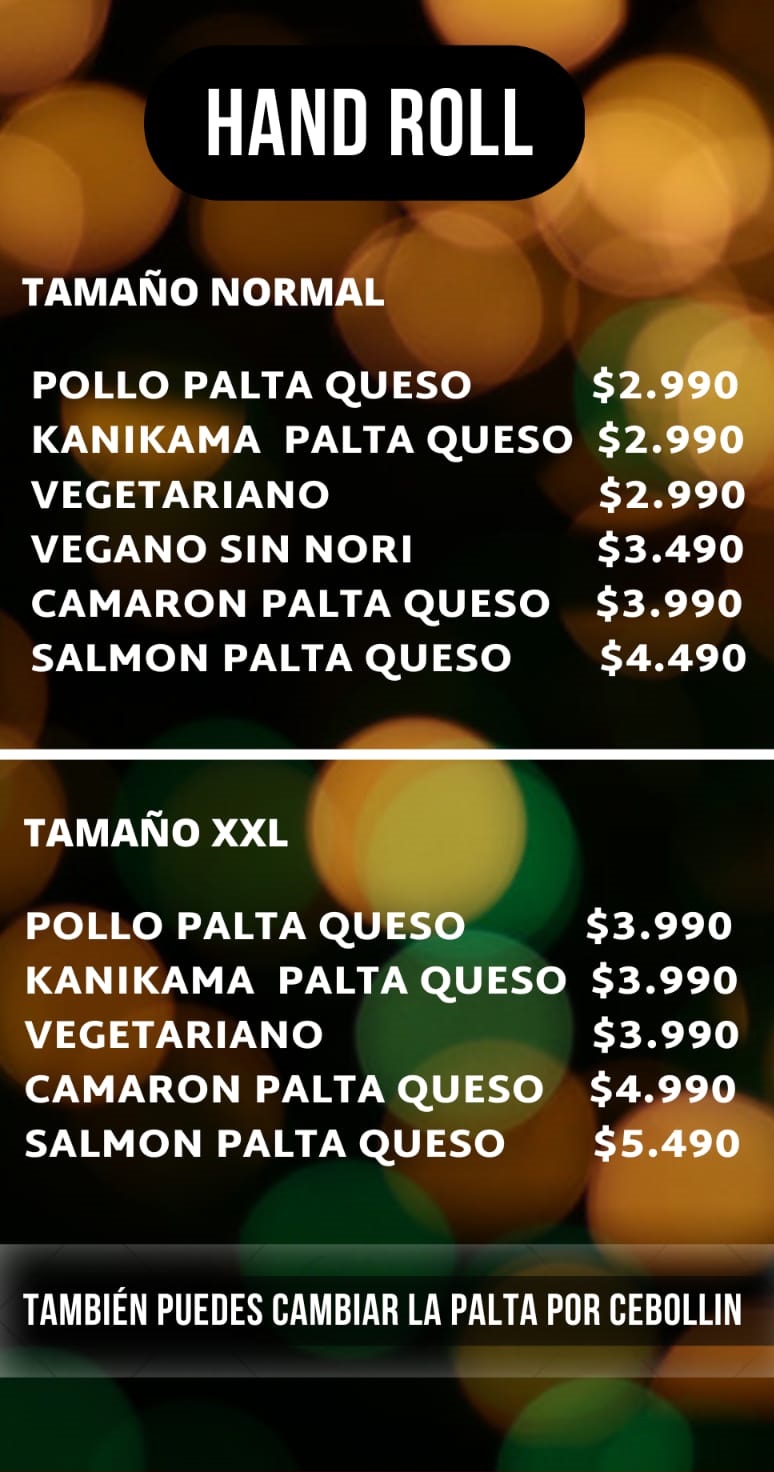 HAND ROLL
TAMAÑO NORMAL
POLLO PALTA QUESO $2.990
KANIKAMA PALTA QUESO $2.990
VEGETARIANO $2.990
VEGANO SIN NORI $3.490
CAMARON PALTA QUESO $3.990
SALMON PALTA QUESO $4.490
TAMAÑO XXL
POLLO PALTA QUESO $3.990
KANIKAMA PALTA QUESO $3.990
VEGETARIANO $3.990
CAMARON PALTA QUESO $4.990
SALMON PALTA QUESO $5.490
TAMBIÉN PUEDES CAMBIAR LA PALTA POR CEBOLLIN